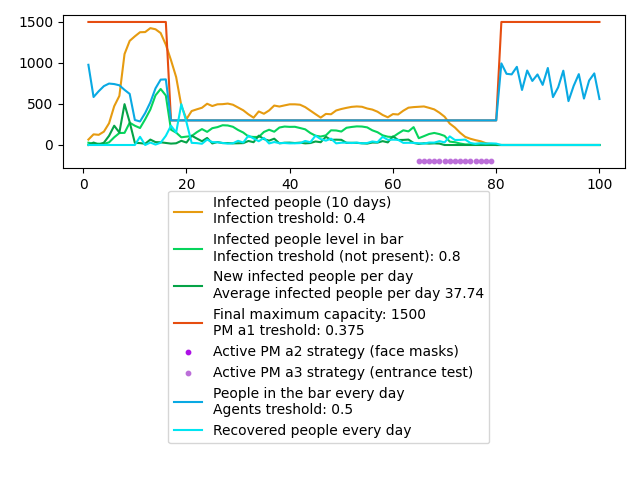 1500
1000
500
0
0 20 40 60 80 100
Infected people (10 days)
Infection treshold: 0.4
Infected people level in bar
Infection treshold (not present): 0.8
New infected people per day
Average infected people per day 37.74
Final maximum capacity: 1500
PM a1 treshold: 0.375
Active PM a2 strategy (face masks)
Active PM a3 strategy (entrance test)
People in the bar every day
Agents treshold: 0.5
Recovered people every day